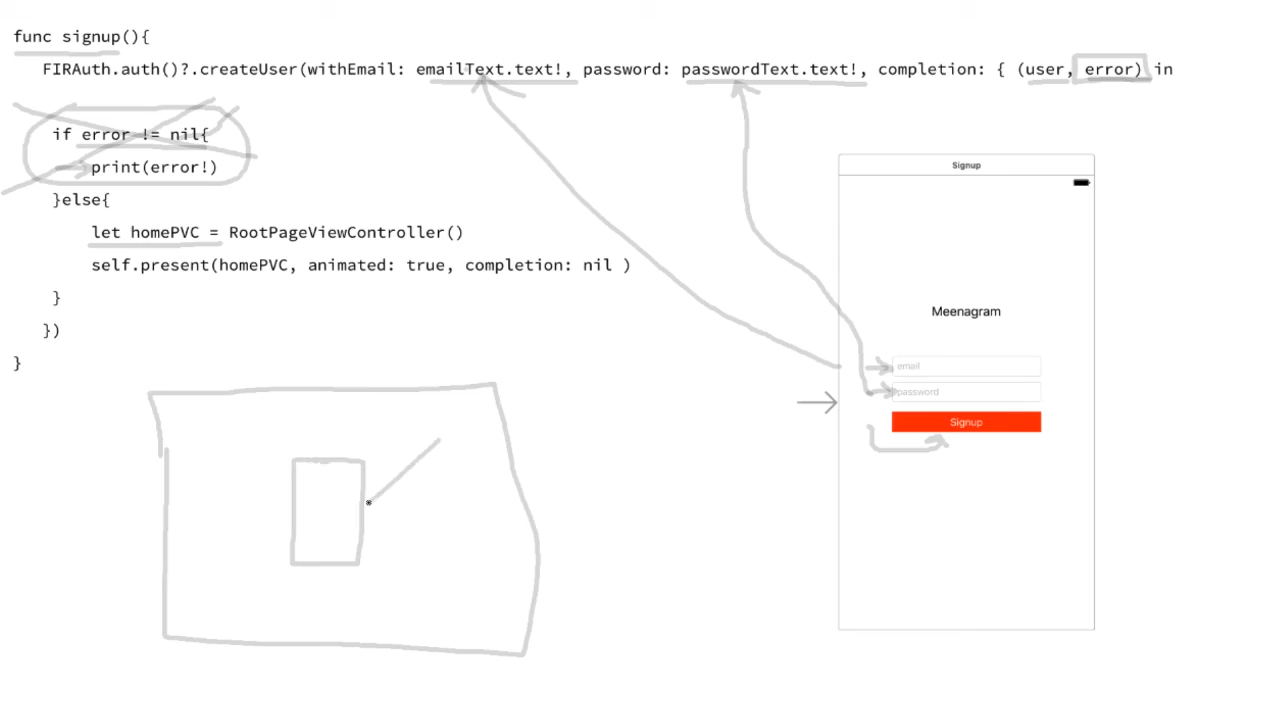 func signup(){
FIRAuth.auth()?.createUser(withEmail: emailText.text!, password: passwordText.text!, completion: { (user, error) in
if error != nil{
print(error!)
}else{
let homePVC = RootPageViewController()
self.present(homePVC, animated: true, completion: nil )
}
})
}
Signup
Meenagram
email
password
Signup